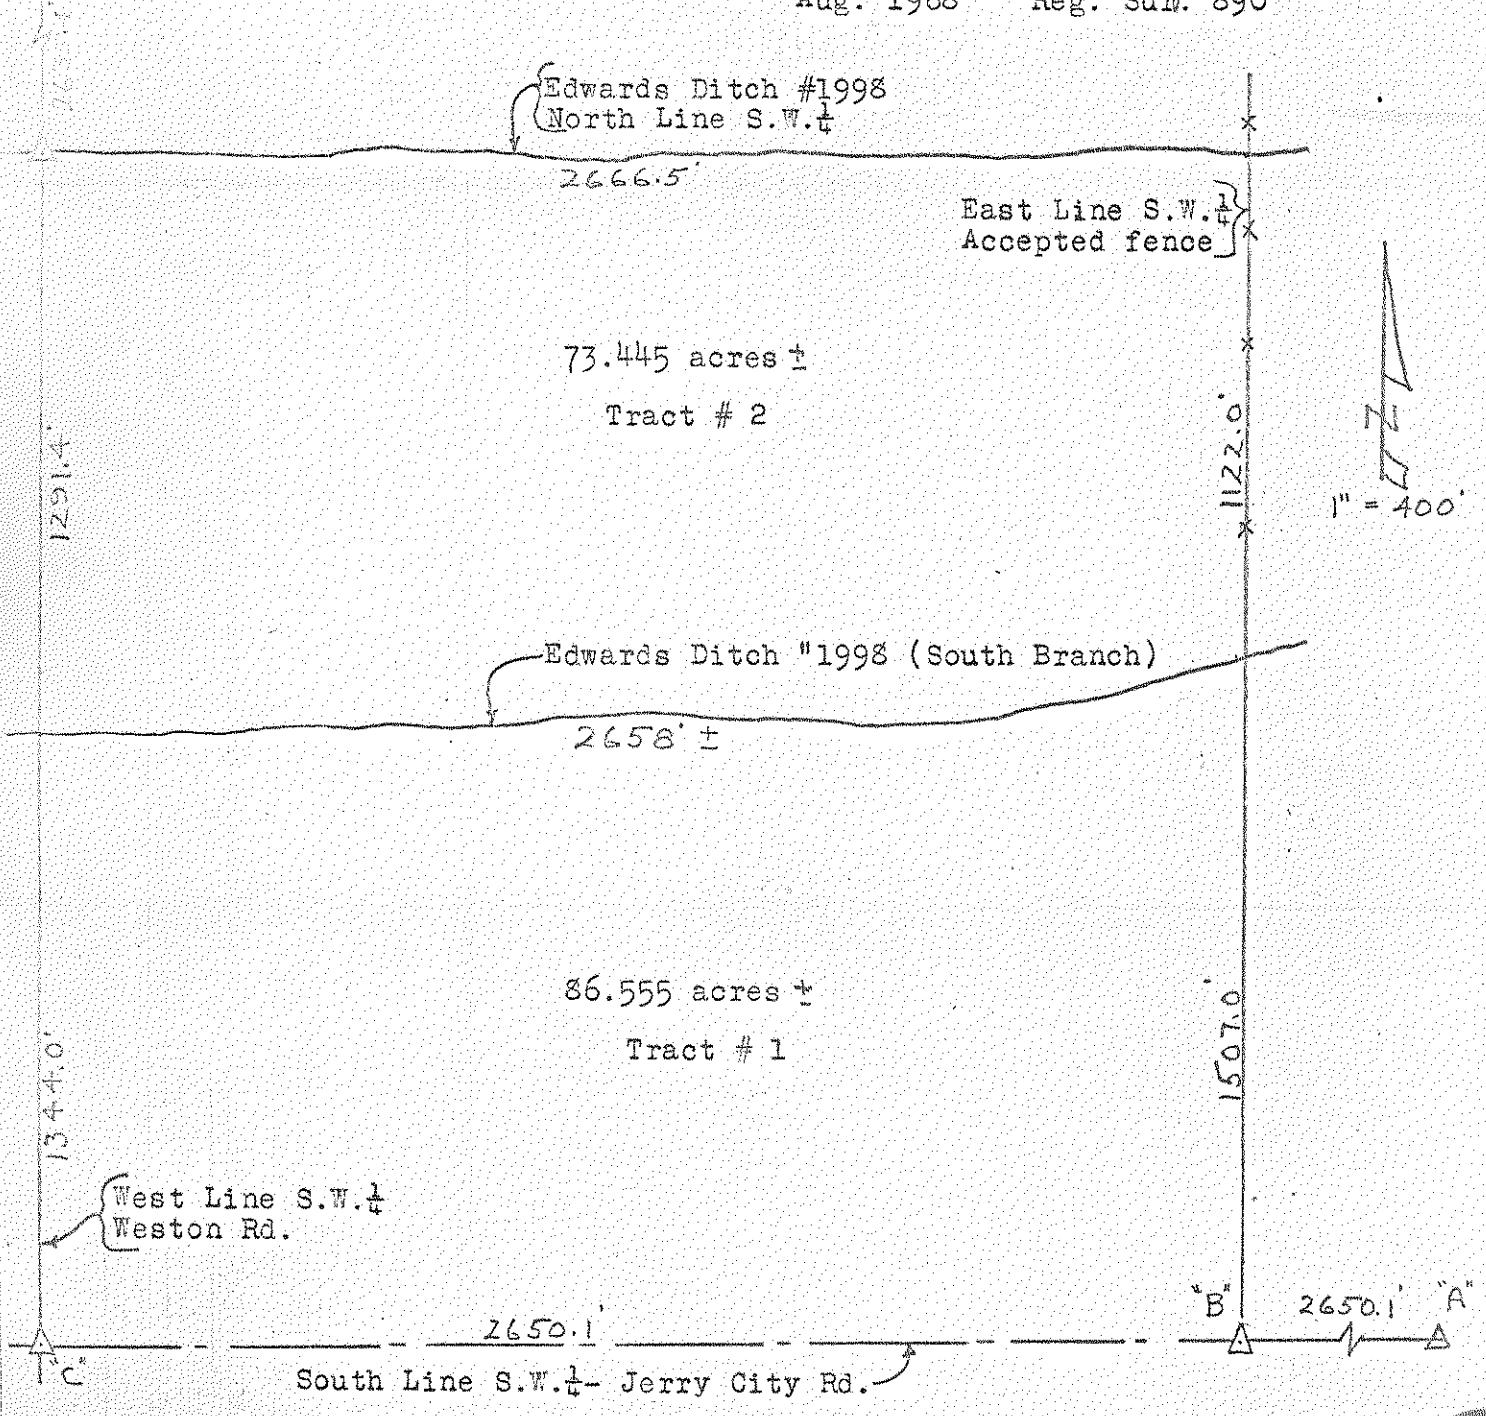 Aug. 1968 Reg. Sur. 890
Edwards Ditch #1998
North Line S.W.¼
2666.5'
East Line S.W.¼
Accepted fence
73.445 acres ±
Tract # 2
1291.4'
1122.0'
N
1" = 400'
Edwards Ditch "1998 (South Branch)
2658' ±
86.555 acres ±
Tract # 1
1344.0'
1507.0'
West Line S.W.¼
Weston Rd.
"B" 2650.1' "A"
2650.1'
"C"
South Line S.W.¼- Jerry City Rd.